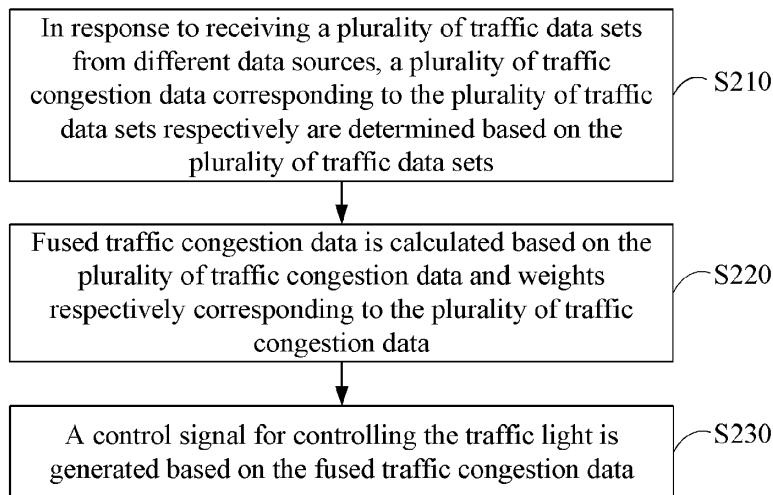 In response to receiving a plurality of traffic data sets
from different data sources, a plurality of traffic
congestion data corresponding to the plurality of traffic
data sets respectively are determined based on the
plurality of traffic data sets
S210
Fused traffic congestion data is calculated based on the
plurality of traffic congestion data and weights
respectively corresponding to the plurality of traffic
congestion data
S220
A control signal for controlling the traffic light is
generated based on the fused traffic congestion data
S230